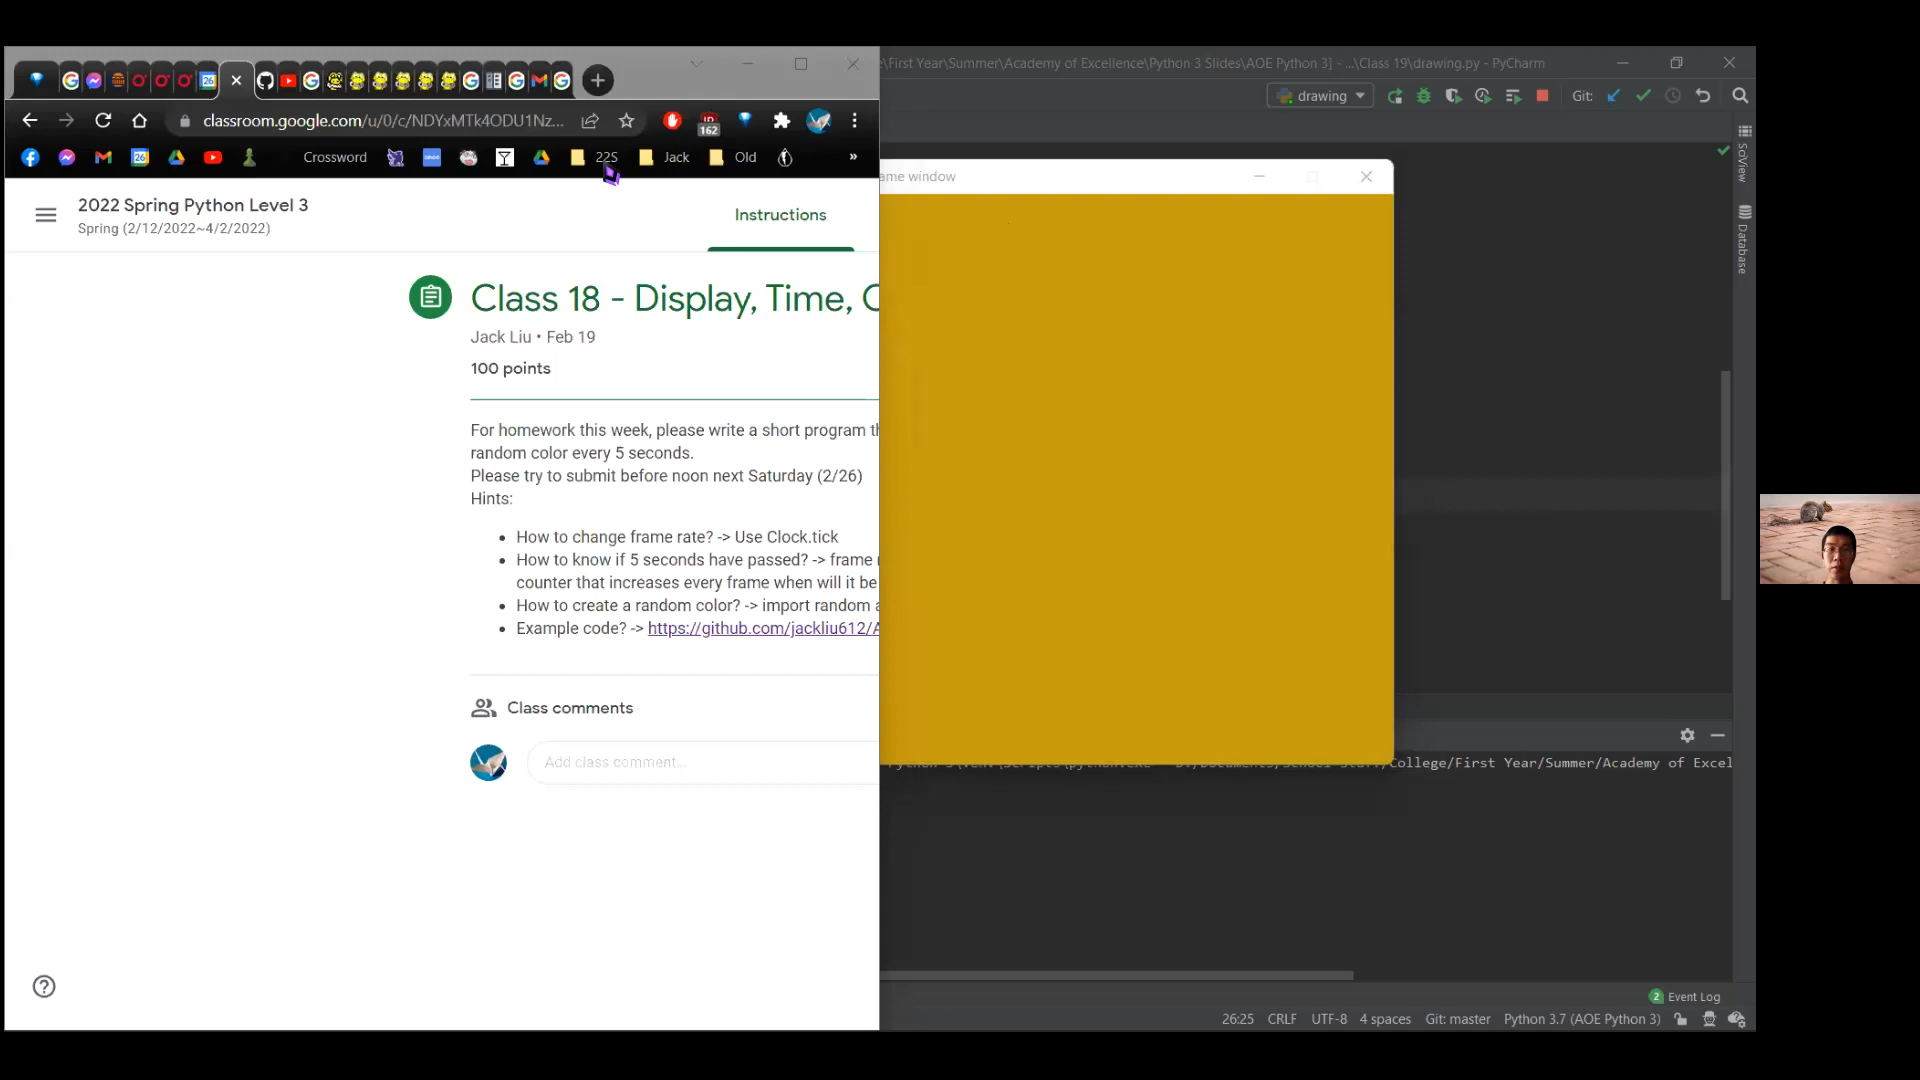 \First Year\Summer\Academy of Excellence\Python 3 Slides\AOE Python 3] - ...\Class 19\drawing.py - PyCharm
drawing
Git:
classroom.google.com/u/0/c/NDYxMTk4ODU1Nz...
162
Crossword
22S
Jack
Old
»
2022 Spring Python Level 3
Spring (2/12/2022~4/2/2022)
Instructions
ame window
SciView
Database
Class 18 - Display, Time, C
Jack Liu • Feb 19
100 points
For homework this week, please write a short program th
random color every 5 seconds.
Please try to submit before noon next Saturday (2/26)
Hints:
• How to change frame rate? -> Use Clock.tick
• How to know if 5 seconds have passed? -> frame
counter that increases every frame when will it be
• How to create a random color? -> import random a
• Example code? -> https://github.com/jackliu612/A
Class comments
Add class comment...
College/First Year/Summer/Academy of Excel
2 Event Log
26:25 CRLF UTF-8 4 spaces Git: master Python 3.7 (AOE Python 3)